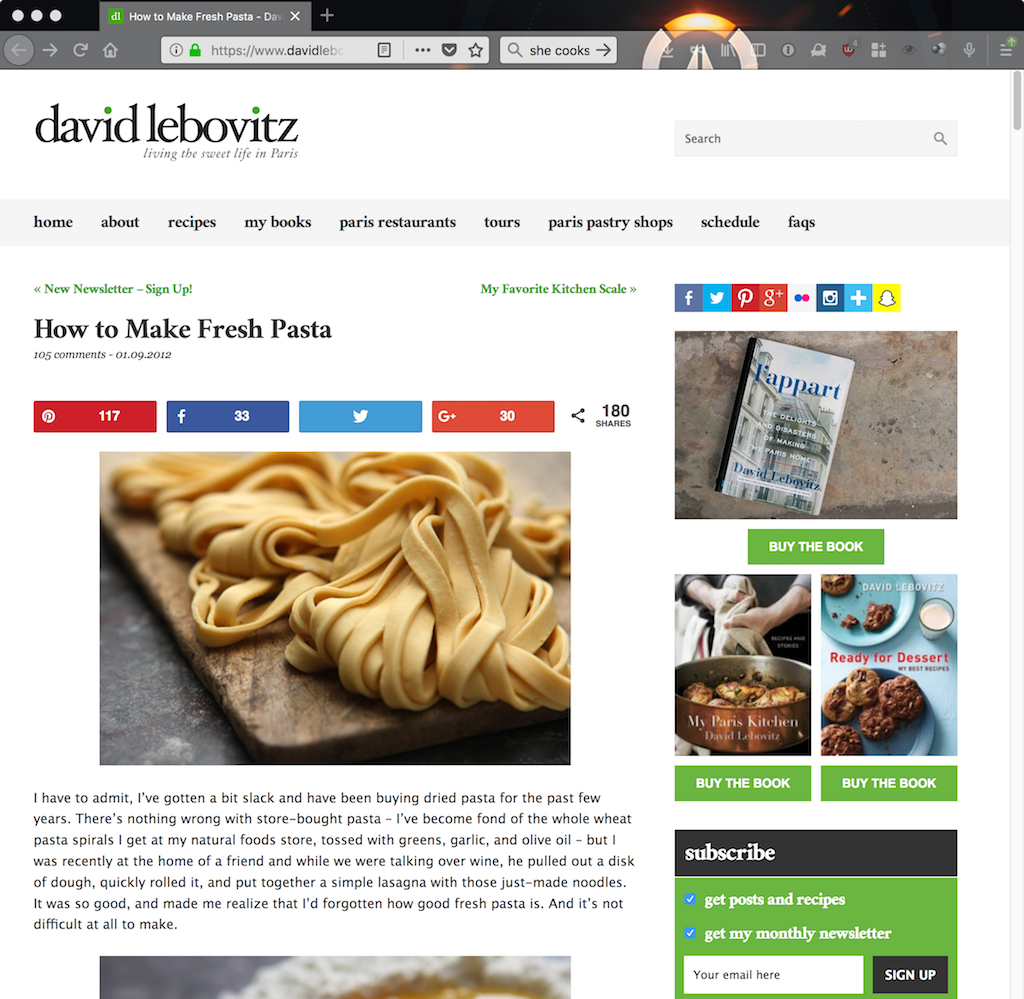 dl How to Make Fresh Pasta - Dav
https://www.davidlebo
she cooks
4
david lebovitz
living the sweet life in Paris
Search
home about recipes my books paris restaurants tours paris pastry shops schedule faqs
« New Newsletter – Sign Up! My Favorite Kitchen Scale »
How to Make Fresh Pasta
105 comments - 01.09.2012
117 33 G+ 30 180
SHARES
I have to admit, I've gotten a bit slack and have been buying dried pasta for the past few
years. There's nothing wrong with store-bought pasta – I've become fond of the whole wheat
pasta spirals I get at my natural foods store, tossed with greens, garlic, and olive oil – but I
was recently at the home of a friend and while we were talking over wine, he pulled out a disk
of dough, quickly rolled it, and put together a simple lasagna with those just-made noodles.
It was so good, and made me realize that I'd forgotten how good fresh pasta is. And it's not
difficult at all to make.
l'appart
THE DELIGHTS
AND DISASTERS
OF MAKING
MY PARIS HOME
David Lebovitz
BUY THE BOOK
RECIPES AND
STORIES
My Paris Kitchen
David Lebovitz
BUY THE BOOK
DAVID LEBOVITZ
Ready for Dessert
MY BEST RECIPES
BUY THE BOOK
subscribe
get posts and recipes
get my monthly newsletter
Your email here SIGN UP